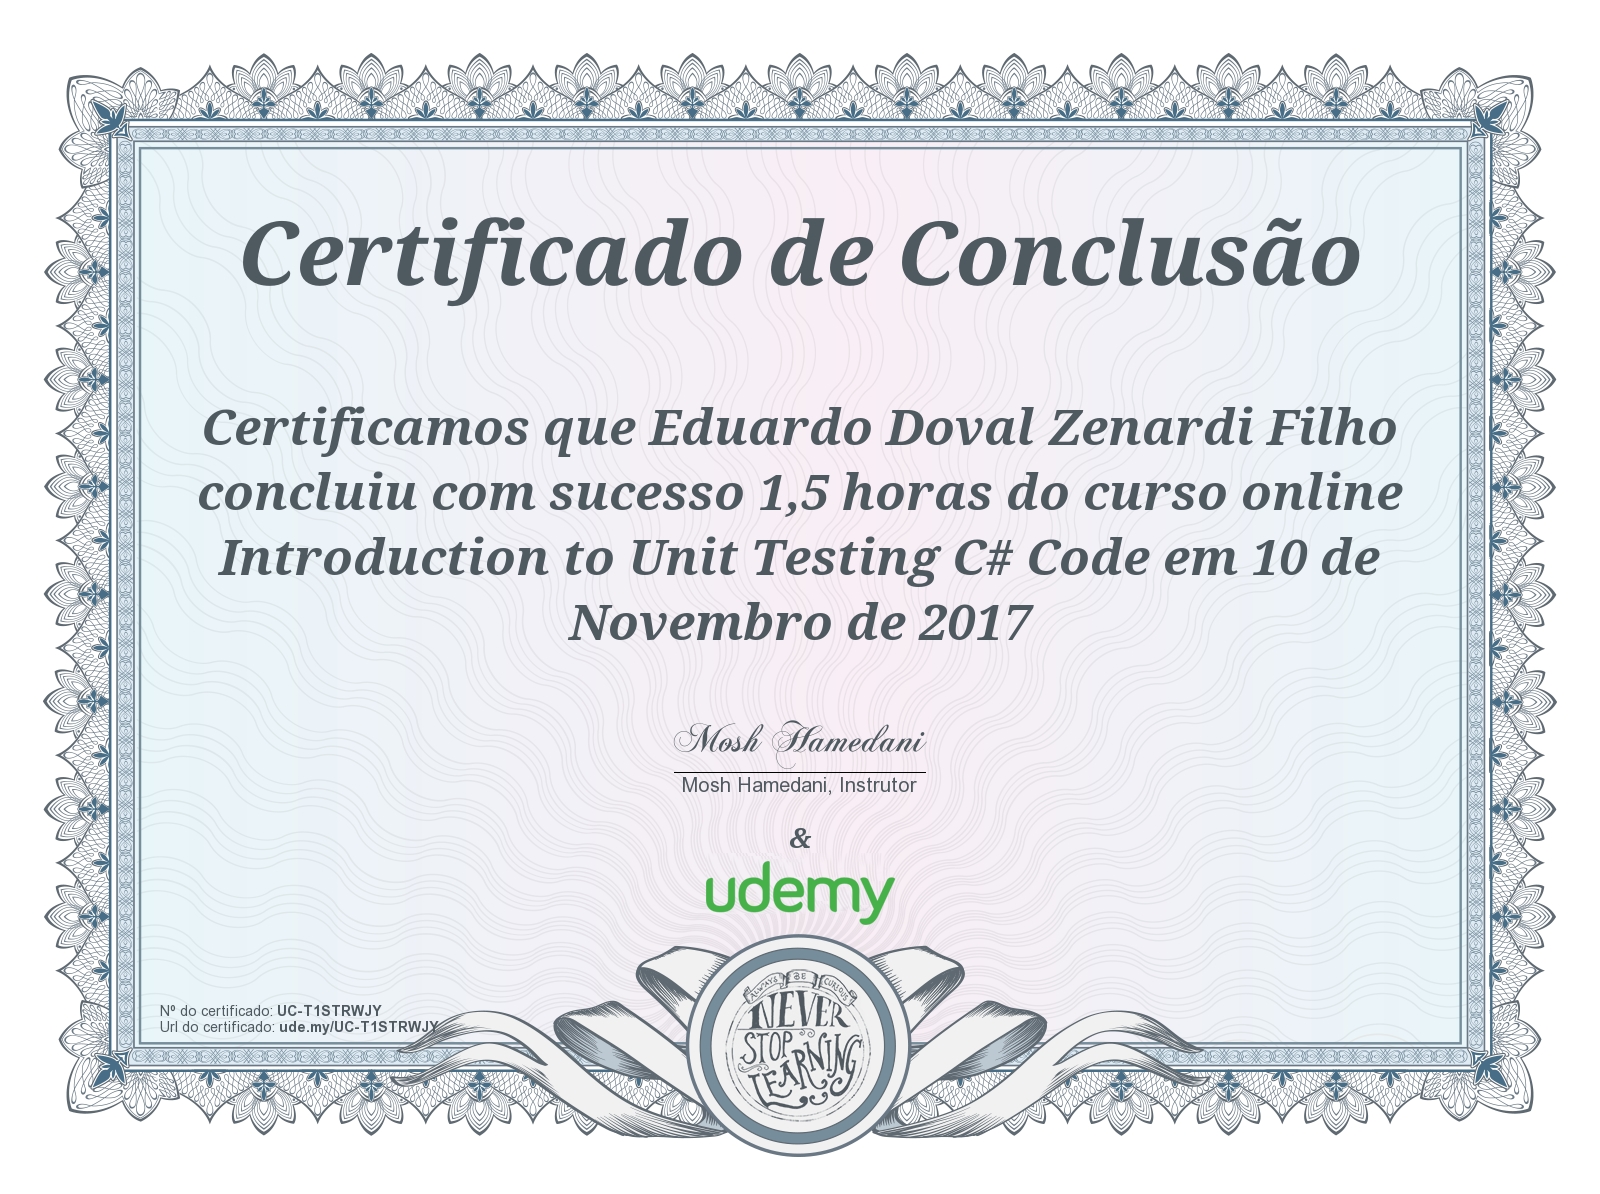 Certificado de Conclusão
Certificamos que Eduardo Doval Zenardi Filho
concluiu com sucesso 1,5 horas do curso online
Introduction to Unit Testing C# Code em 10 de
Novembro de 2017
Mosh Hamedani
Mosh Hamedani, Instrutor
&
udemy
Nº do certificado: UC-T1STRWJY
Url do certificado: ude.my/UC-T1STRWJY
ALWAYS BE CURIOUS
NEVER
STOP
LEARNING